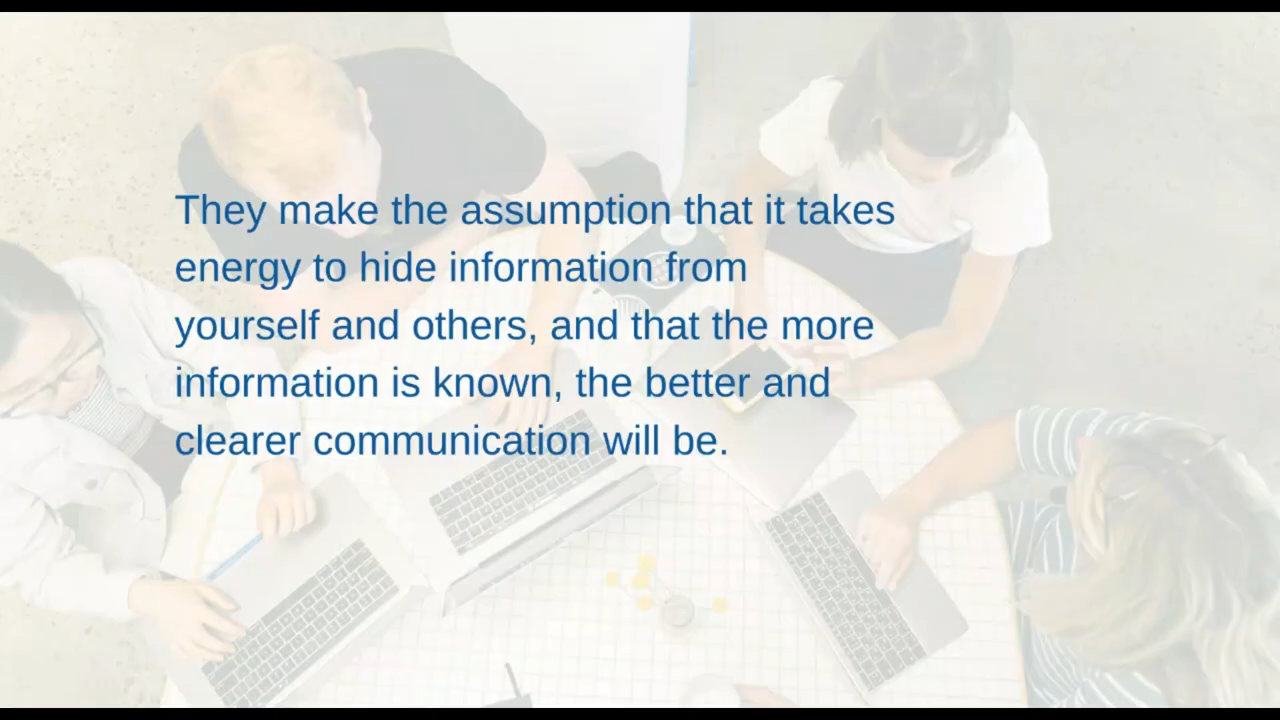 They make the assumption that it takes
energy to hide information from
yourself and others, and that the more
information is known, the better and
clearer communication will be.